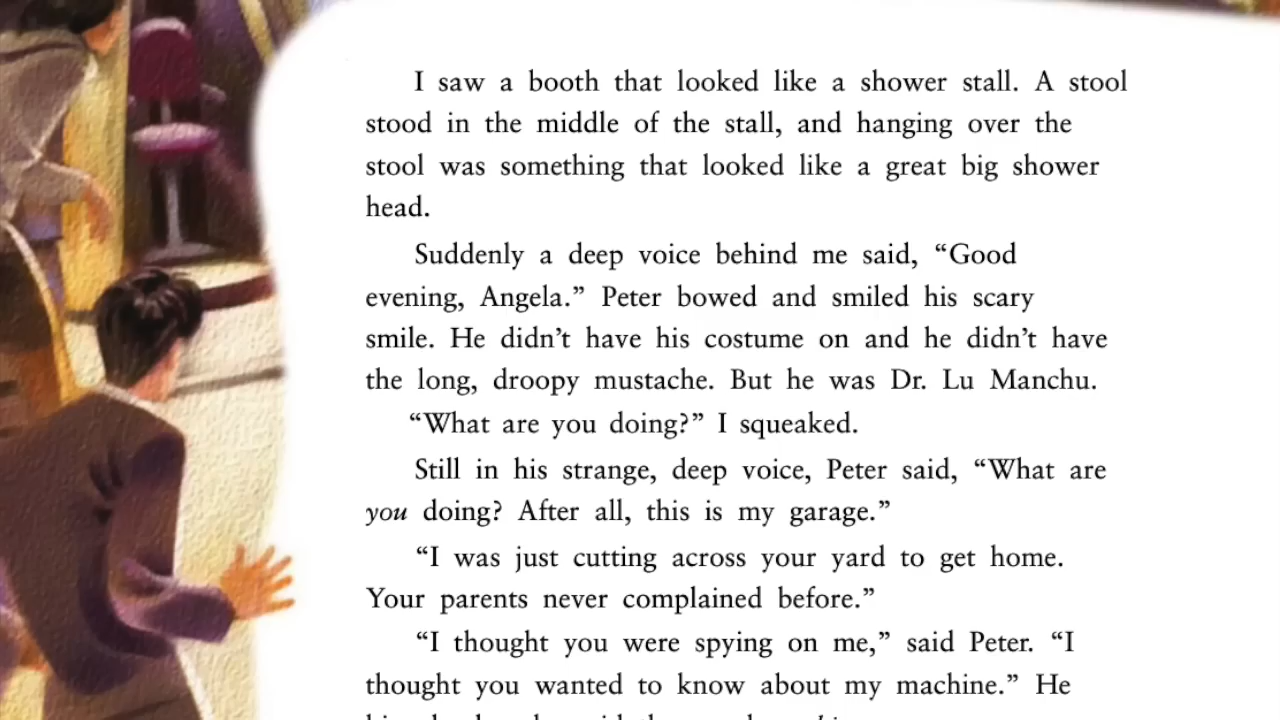 I saw a booth that looked like a shower stall. A stool
stood in the middle of the stall, and hanging over the
stool was something that looked like a great big shower
head.
Suddenly a deep voice behind me said, “Good
evening, Angela.” Peter bowed and smiled his scary
smile. He didn’t have his costume on and he didn’t have
the long, droopy mustache. But he was Dr. Lu Manchu.
“What are you doing?” I squeaked.
Still in his strange, deep voice, Peter said, “What are
you doing? After all, this is my garage.”
“I was just cutting across your yard to get home.
Your parents never complained before.”
“I thought you were spying on me,” said Peter. “I
thought you wanted to know about my machine.” He